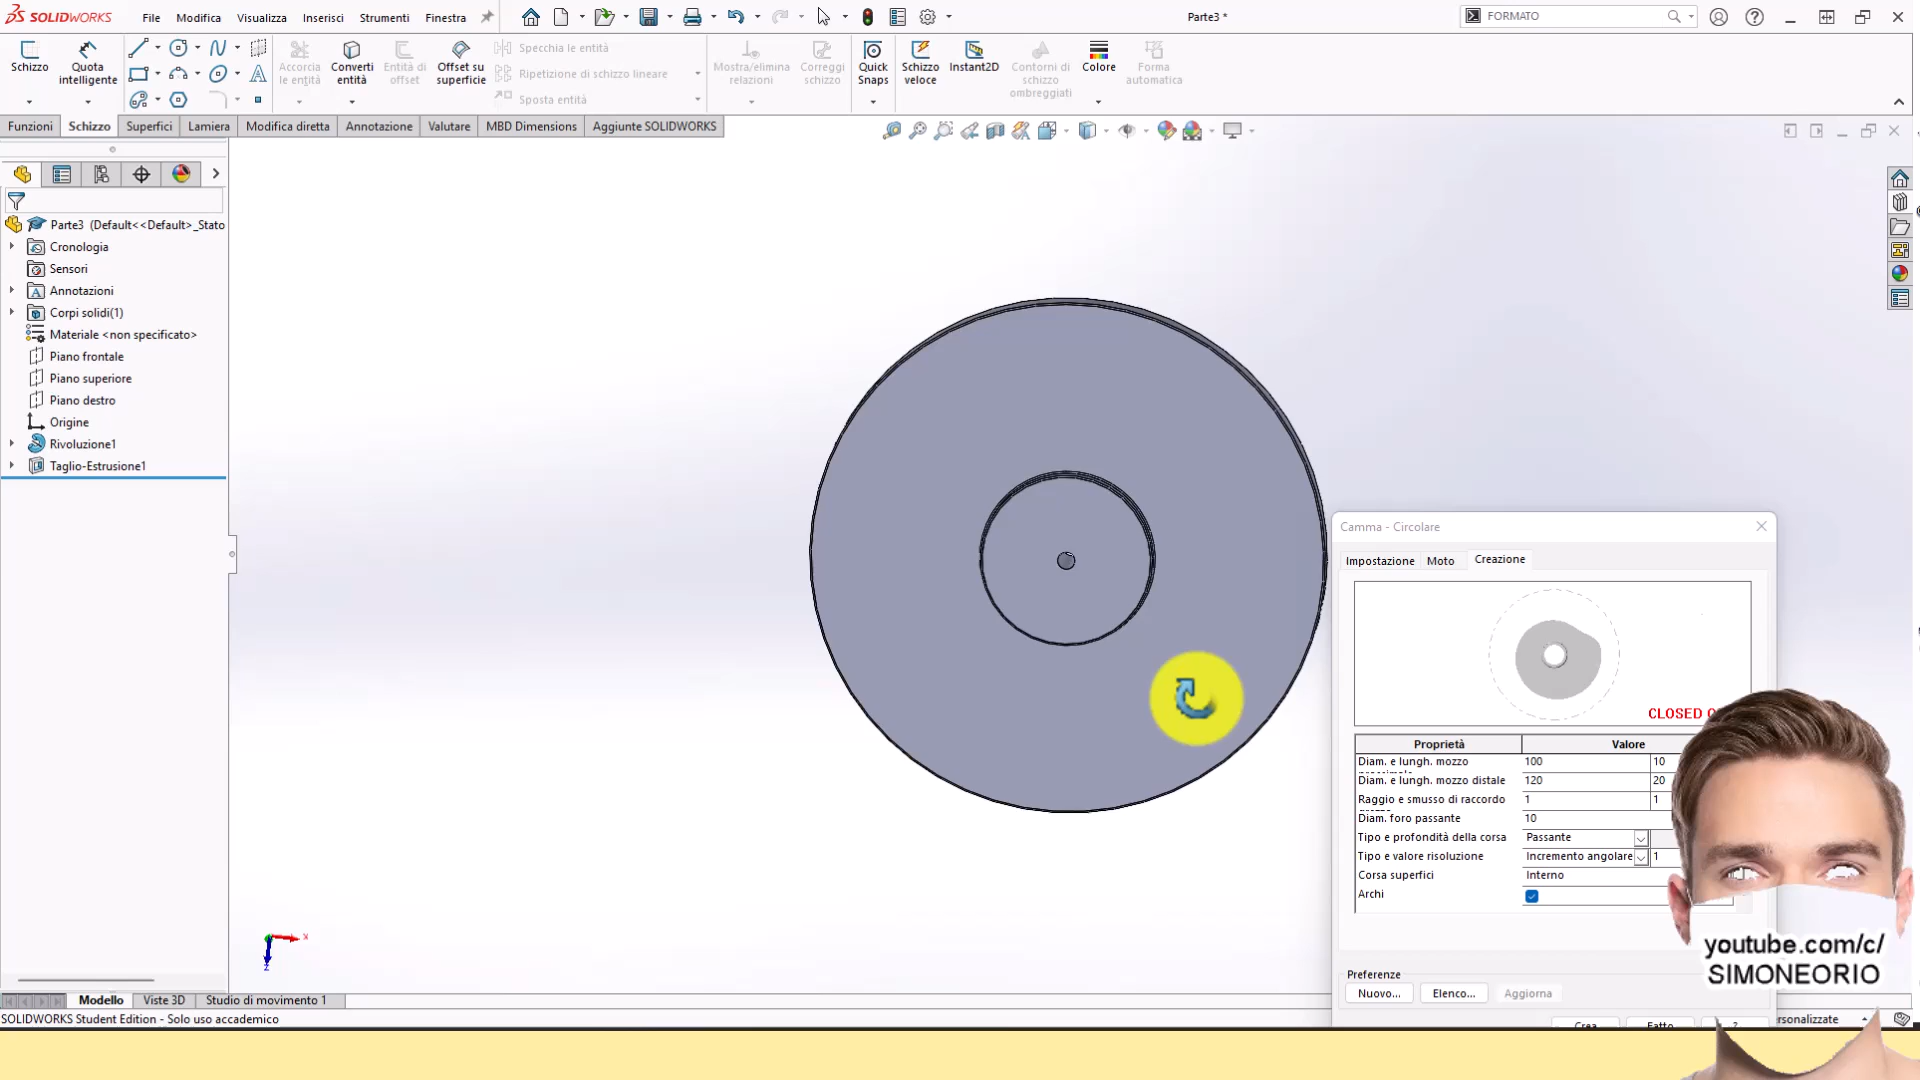 SOLIDWORKS
File
Modifica
Visualizza
Inserisci
Strumenti
Finestra
Parte3 *
FORMATO
Schizzo
Quota intelligente
Accorcia le entità
Converti entità
Entità di offset
Offset su superficie
Specchia le entità
Ripetizione di schizzo lineare
Sposta entità
Mostra/elimina relazioni
Correggi schizzo
Quick Snaps
Schizzo veloce
Instant2D
Contorni di schizzo ombreggiati
Colore
Forma automatica
Funzioni
Schizzo
Superfici
Lamiera
Modifica diretta
Annotazione
Valutare
MBD Dimensions
Aggiunte SOLIDWORKS
Parte3 (Default<<Default>_Stato
Cronologia
Sensori
Annotazioni
Corpi solidi(1)
Materiale <non specificato>
Piano frontale
Piano superiore
Piano destro
Origine
Rivoluzione1
Taglio-Estrusione1
Camma - Circolare
Impostazione
Moto
Creazione
CLOSED
Proprietà
Valore
Diam. e lungh. mozzo
100
10
Diam. e lungh. mozzo distale
120
20
Raggio e smusso di raccordo
1
1
Diam. foro passante
10
Tipo e profondità della corsa
Passante
Tipo e valore risoluzione
Incremento angolare
1
Corsa superfici
Interno
Archi
Preferenze
Nuovo...
Elenco...
Aggiorna
Crea
Fatto
?
youtube.com/c/
SIMONEORIO
x
z
Modello
Viste 3D
Studio di movimento 1
SOLIDWORKS Student Edition - Solo uso accademico
rsonalizzate